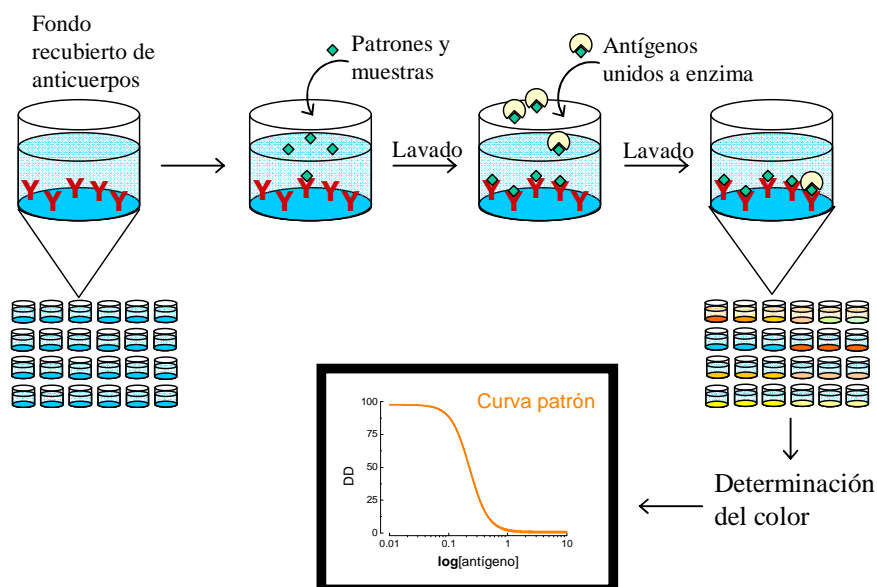 Fondo
recubierto de
anticuerpos
Patrones y
muestras
Antígenos
unidos a enzima
Lavado
Lavado
Y Y Y Y Y
Y Y Y Y Y
Y Y Y Y Y
Y Y Y Y Y
Curva patrón
100
75
50
25
0
DD
0.01
0.1
1
10
log[antígeno]
Determinación
del color